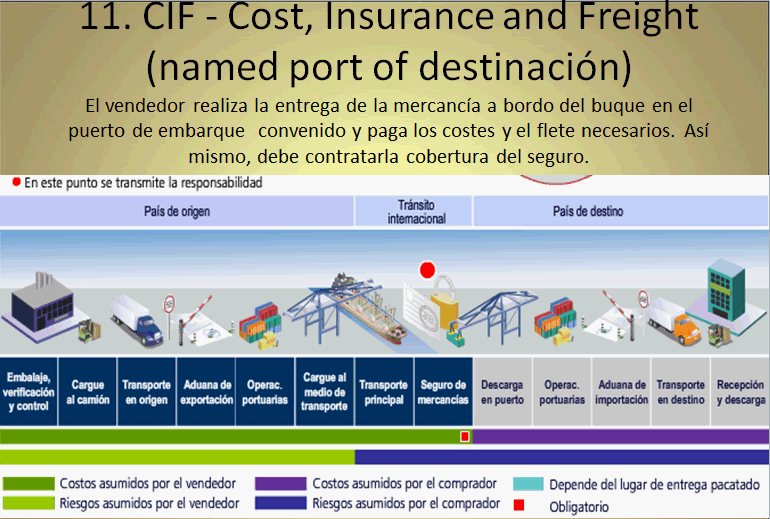 11. CIF - Cost, Insurance and Freight
(named port of destinación)
El vendedor realiza la entrega de la mercancía a bordo del buque en el
puerto de embarque convenido y paga los costes y el flete necesarios. Así
mismo, debe contratarla cobertura del seguro.
En este punto se transmite la responsabilidad
País de origen
Tránsito
internacional
País de destino
Embalaje,
verificación
y control
Cargue
al camión
Transporte
en origen
Aduana de
exportación
Operac.
portuarias
Cargue al
medio de
transporte
Transporte
principal
Seguro de
mercancías
Descarga
en puerto
Operac.
portuarias
Aduana de
importación
Transporte
en destino
Recepción
y descarga
Costos asumidos por el vendedor
Costos asumidos por el comprador
Depende del lugar de entrega pacatado
Riesgos asumidos por el vendedor
Riesgos asumidos por el comprador
Obligatorio